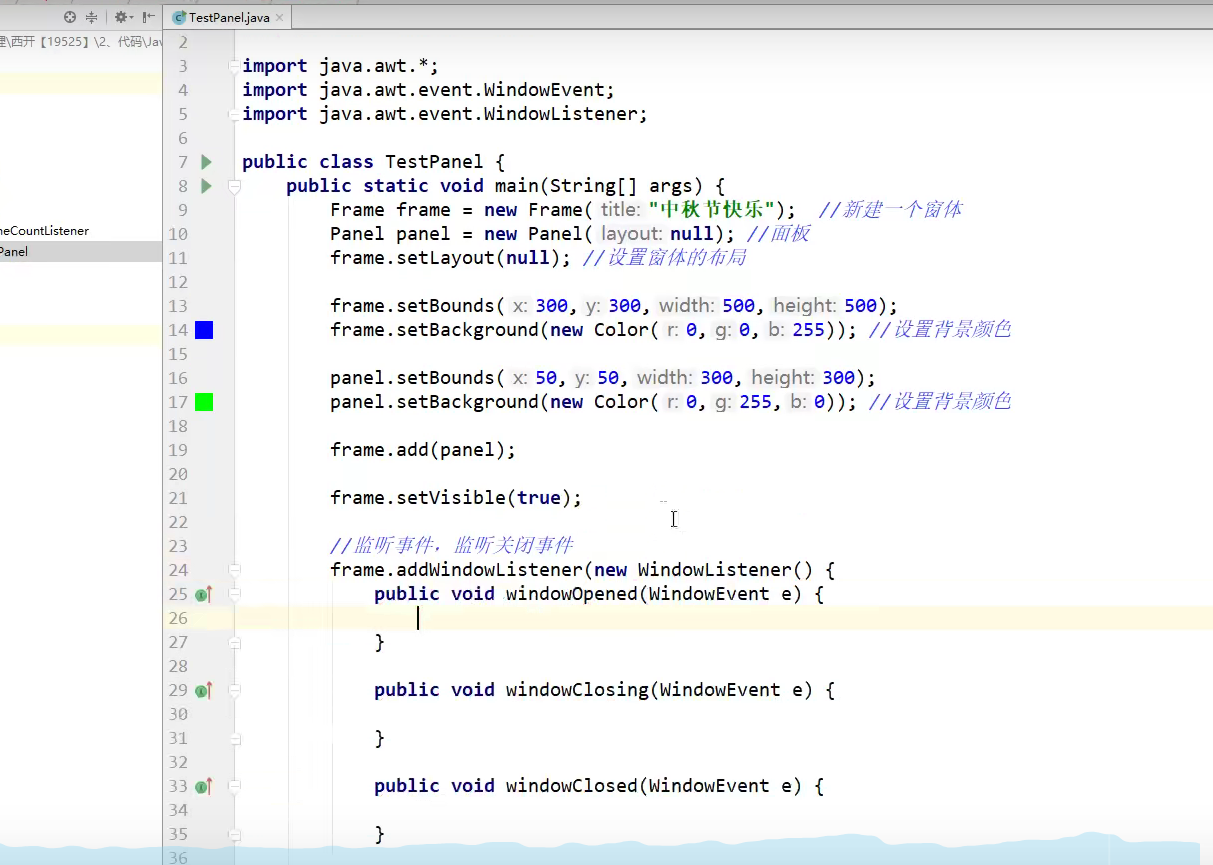 TestPanel.java
理\西开【19525】\2、代码\Jav
neCountListener
Panel
2
3 import java.awt.*;
4 import java.awt.event.WindowEvent;
5 import java.awt.event.WindowListener;
6
7 public class TestPanel {
8 public static void main(String[] args) {
9 Frame frame = new Frame( title: "中秋节快乐"); //新建一个窗体
10 Panel panel = new Panel( layout: null); //面板
11 frame.setLayout(null); //设置窗体的布局
12
13 frame.setBounds( x: 300, y: 300, width: 500, height: 500);
14 frame.setBackground(new Color( r: 0, g: 0, b: 255)); //设置背景颜色
15
16 panel.setBounds( x: 50, y: 50, width: 300, height: 300);
17 panel.setBackground(new Color( r: 0, g: 255, b: 0)); //设置背景颜色
18
19 frame.add(panel);
20
21 frame.setVisible(true);
22
23 //监听事件，监听关闭事件
24 frame.addWindowListener(new WindowListener() {
25 public void windowOpened(WindowEvent e) {
26
27 }
28
29 public void windowClosing(WindowEvent e) {
30
31 }
32
33 public void windowClosed(WindowEvent e) {
34
35 }
36